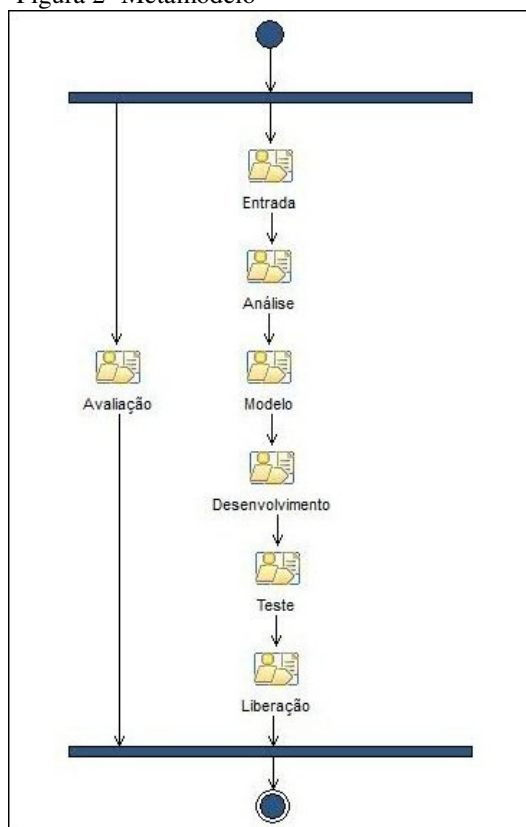 Figura 2- Metamodelo
Entrada
Análise
Avaliação
Modelo
Desenvolvimento
Teste
Liberação